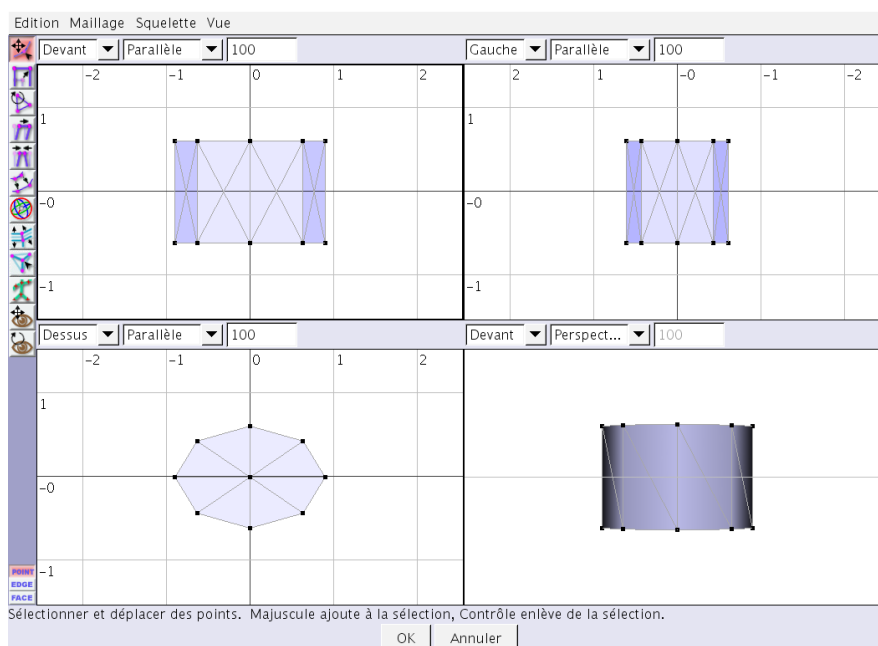 Edition Maillage Squelette Vue
Devant Parallèle 100
Gauche Parallèle 100
-2 -1 0 1 2
2 1 -0 -1 -2
1
1
-0
-0
-1
-1
Dessus Parallèle 100
Devant Perspect... 100
-2 -1 0 1 2
1
-0
-1
POINT
EDGE
FACE
Sélectionner et déplacer des points. Majuscule ajoute à la sélection, Contrôle enlève de la sélection.
OK Annuler